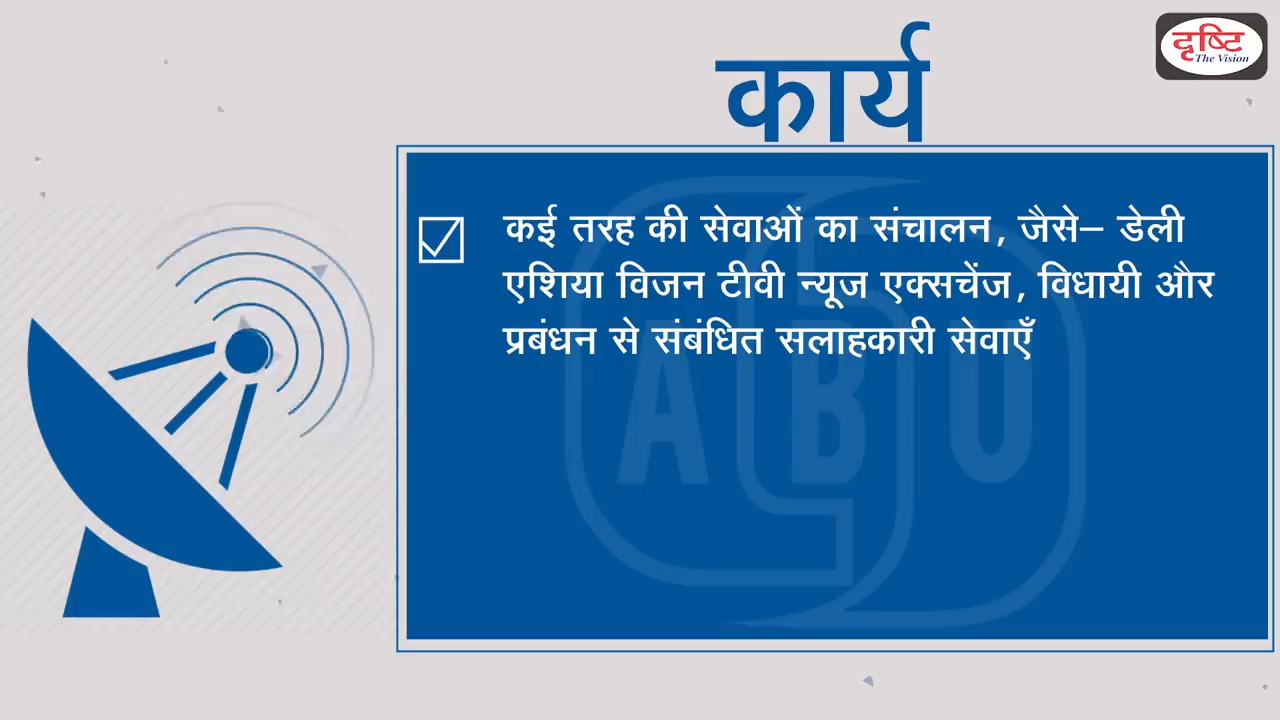 कार्य
दृष्टि
The Vision
कई तरह की सेवाओं का संचालन, जैसे– डेली
एशिया विजन टीवी न्यूज एक्सचेंज, विधायी और
प्रबंधन से संबंधित सलाहकारी सेवाएँ
ABU